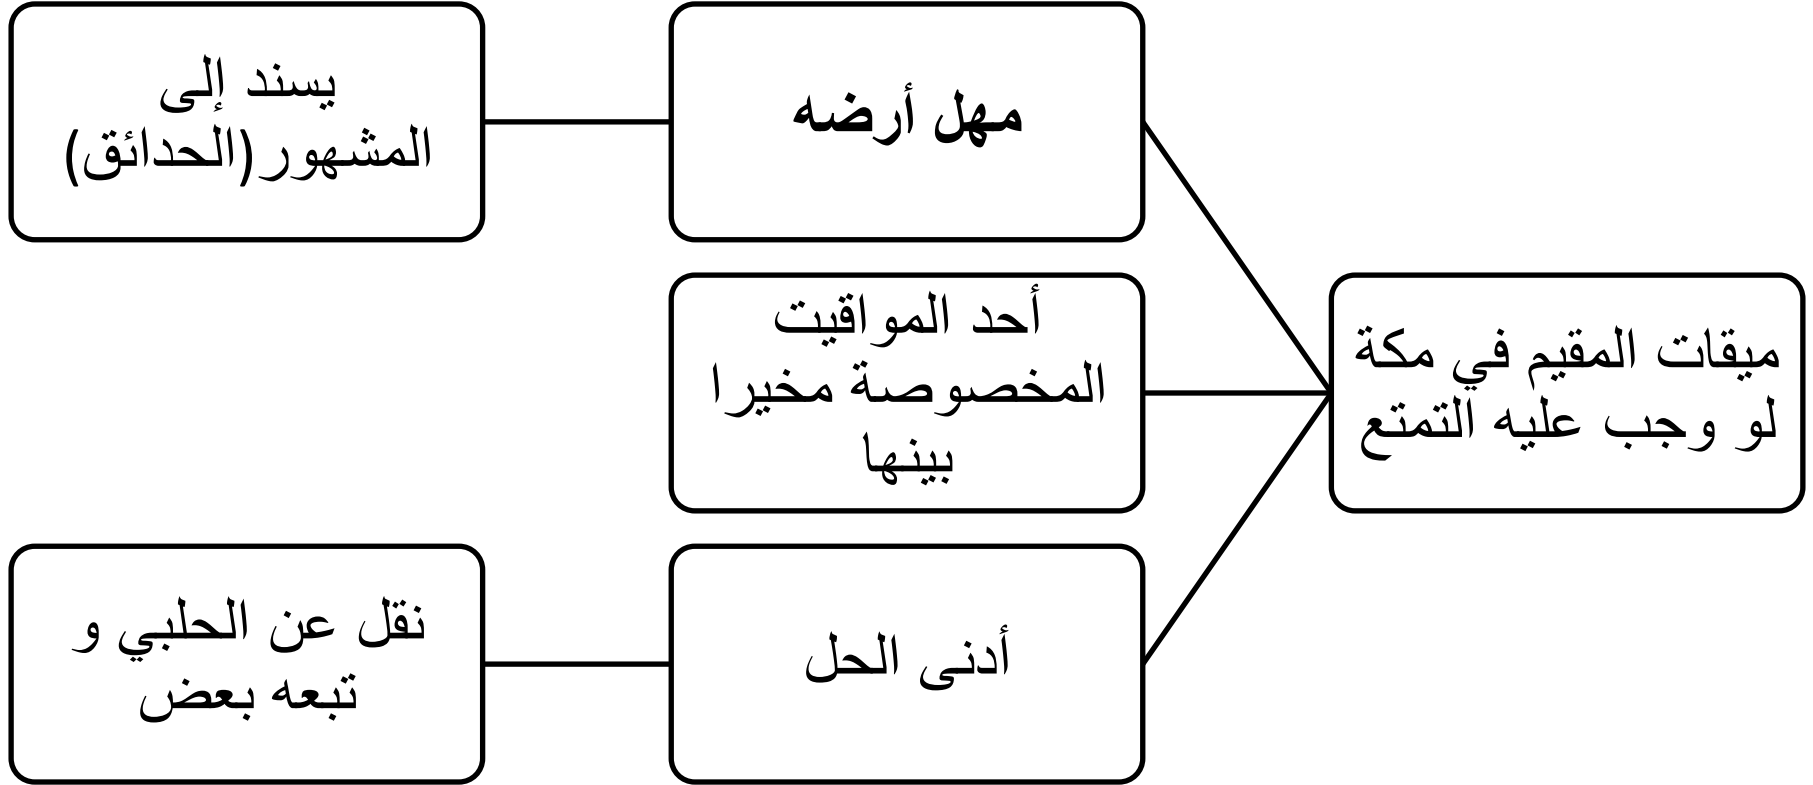 ميقات المقيم في مكة
لو وجب عليه التمتع
مهل أرضه
يسند إلى
المشهور(الحدائق)
أحد المواقيت
المخصوصة مخيرا
بينها
أدنى الحل
نقل عن الحلبي و
تبعه بعض